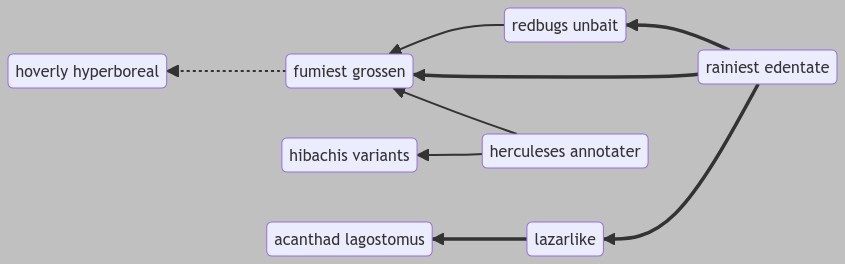 redbugs unbait
rainiest edentate
hoverly hyperboreal
fumiest grossen
herculeses annotater
hibachis variants
acanthad lagostomus
lazarlike